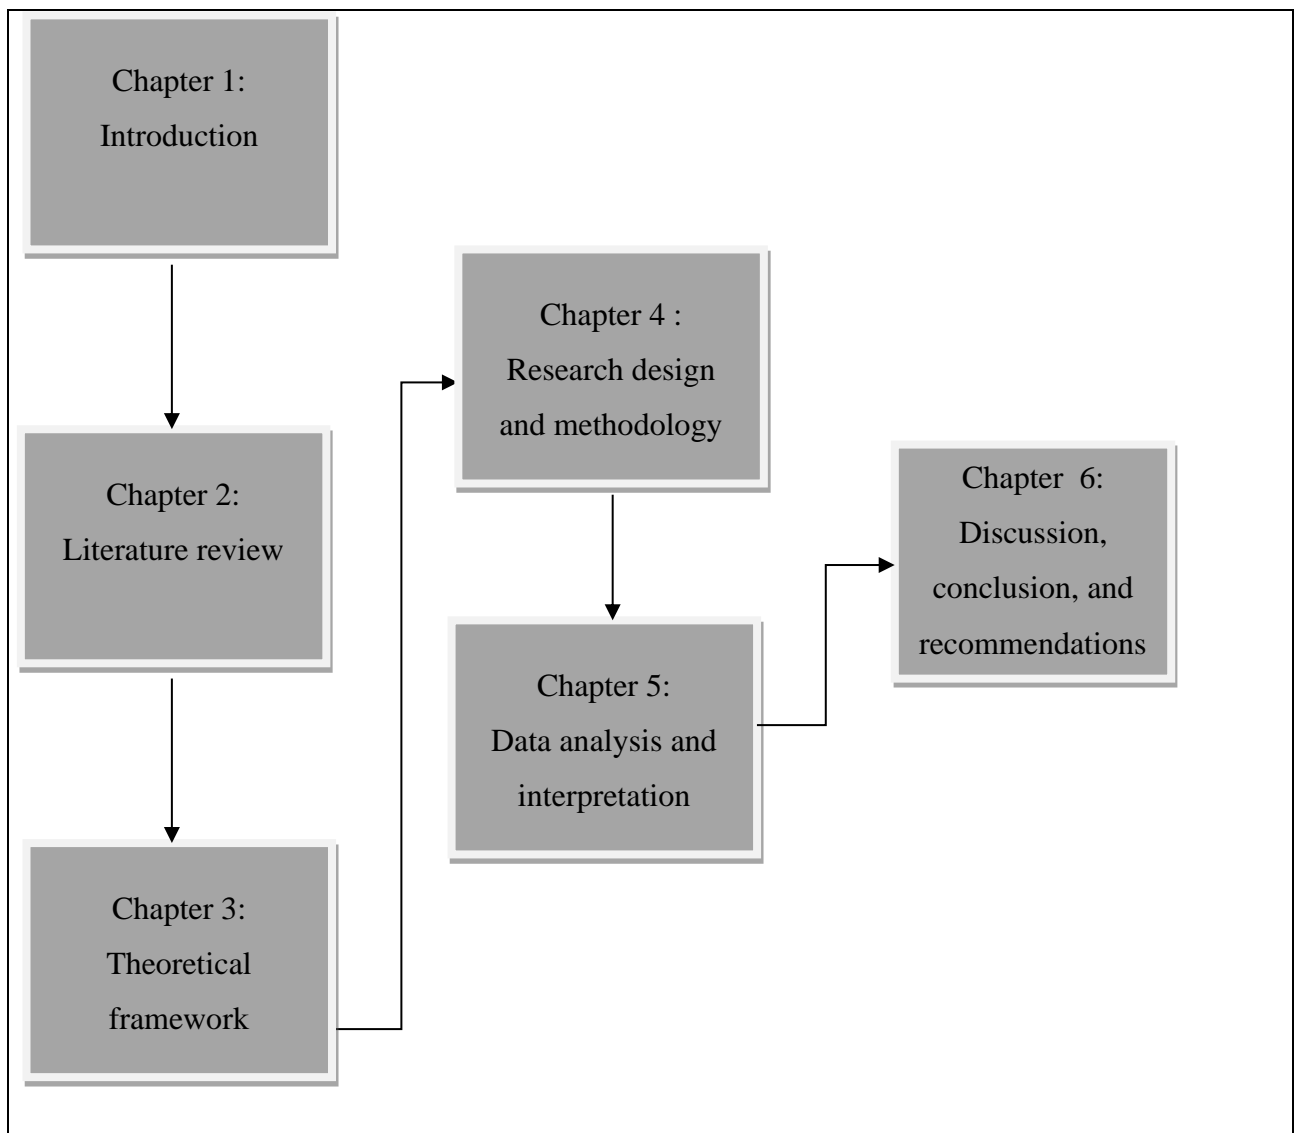 Chapter 1:
Introduction
Chapter 2:
Literature review
Chapter 3:
Theoretical
framework
Chapter 4 :
Research design
and methodology
Chapter 5:
Data analysis and
interpretation
Chapter  6:
Discussion,
conclusion, and
recommendations